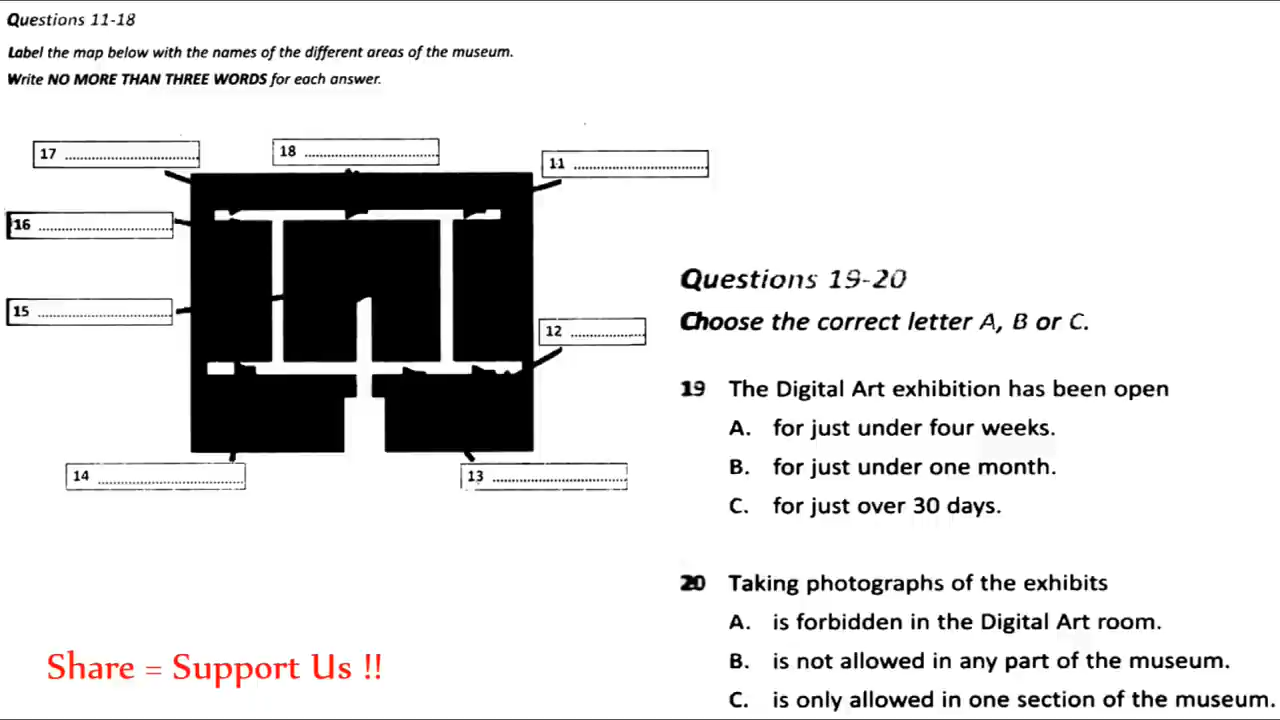 Questions 11-18
Label the map below with the names of the different areas of the museum.
Write NO MORE THAN THREE WORDS for each answer.
17 ........................................
18 ........................................
11 ........................................
16 ........................................
15 ........................................
12 ......................
14 ...........................................
13 ........................................
Questions 19-20
Choose the correct letter A, B or C.
19 The Digital Art exhibition has been open
A. for just under four weeks.
B. for just under one month.
C. for just over 30 days.
20 Taking photographs of the exhibits
A. is forbidden in the Digital Art room.
B. is not allowed in any part of the museum.
C. is only allowed in one section of the museum.
Share = Support Us !!